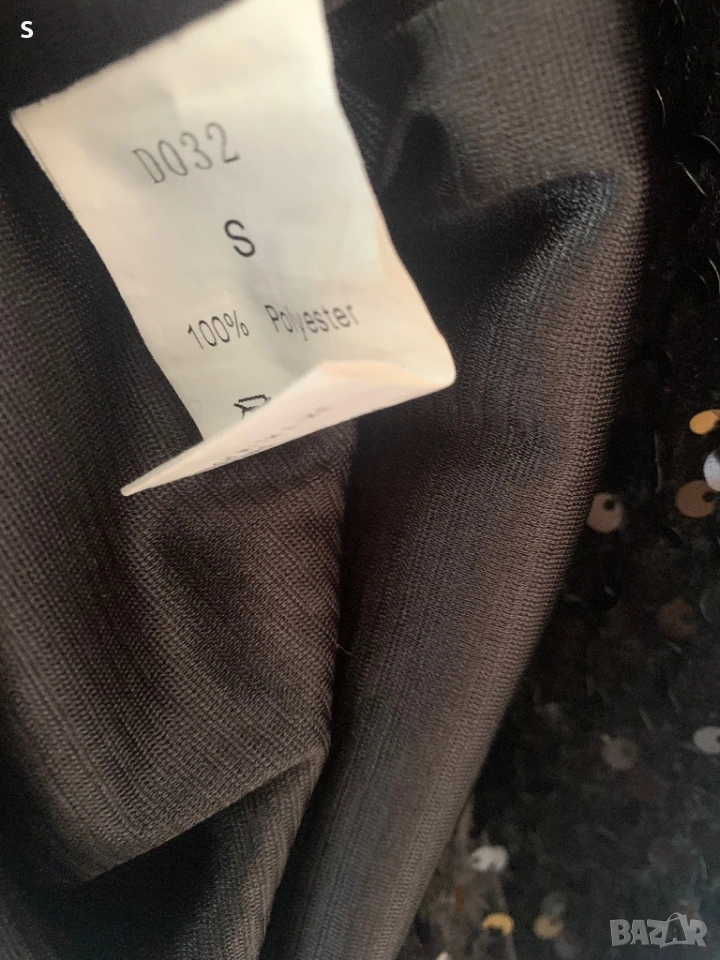 S
D032
S
100% Polyester
BAZAR